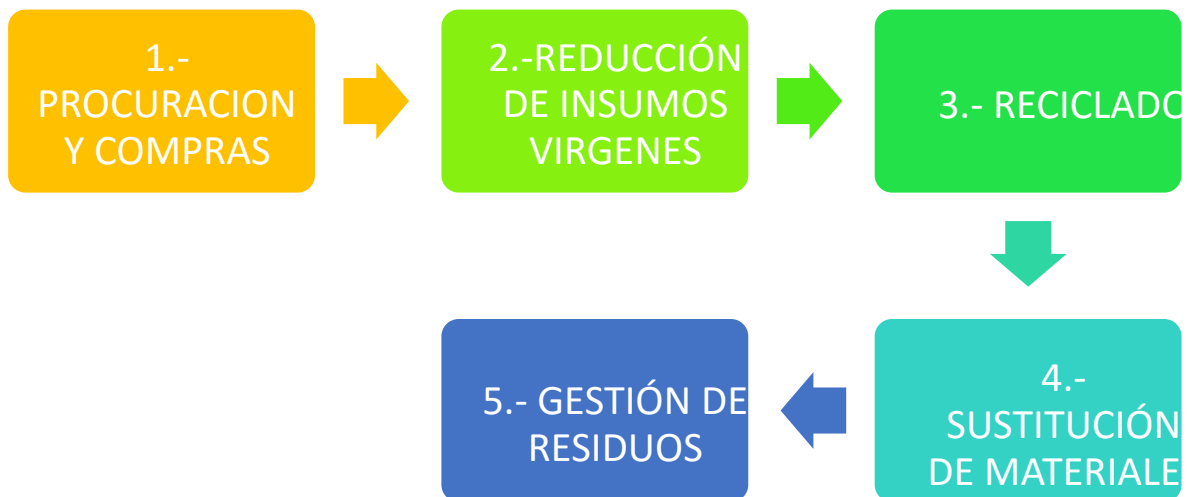 1.-
PROCURACION
Y COMPRAS
2.-REDUCCIÓN
DE INSUMOS
VIRGENES
3.- RECICLADO
4.-
SUSTITUCIÓN
DE MATERIALE
5.- GESTIÓN DE
RESIDUOS